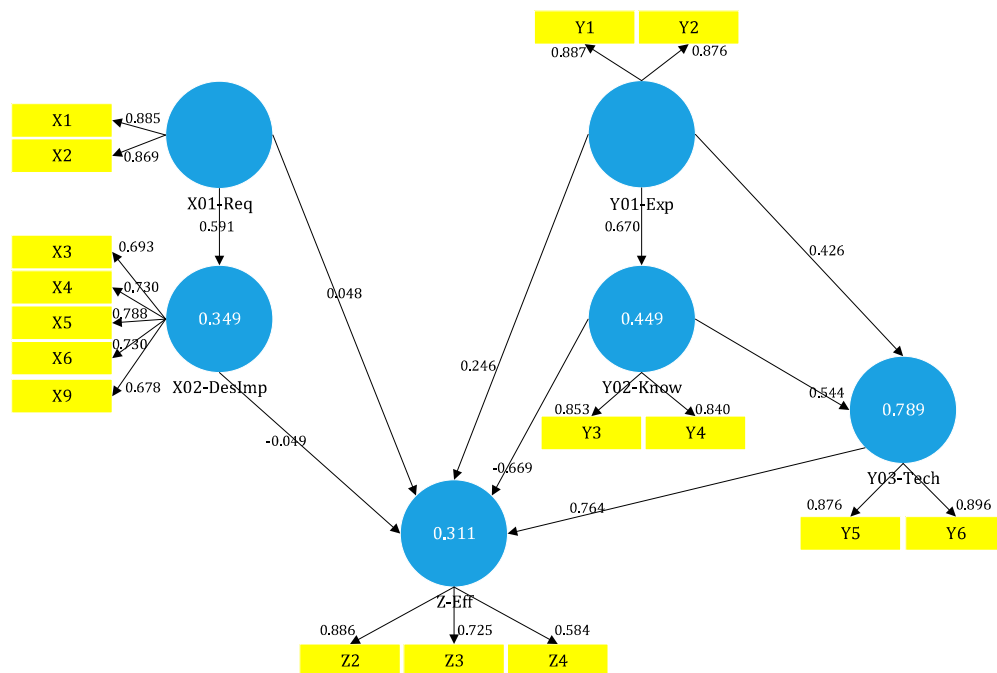 Y1 Y2
0.887 0.876
X1 0.885
X2 0.869
X01-Req Y01-Exp
0.591 0.670
X3 0.693
0.426
X4 0.730
0.048
X5 0.788
0.349 0.449
X6 0.730
0.246
X9 0.678
X02-DesImp Y02-Know
0.544
0.789
0.853 0.840
Y3 Y4
-0.049
-0.669
Y03-Tech
0.764
0.876 0.896
0.311
Y5 Y6
Z-Eff
0.886 0.725 0.584
Z2 Z3 Z4